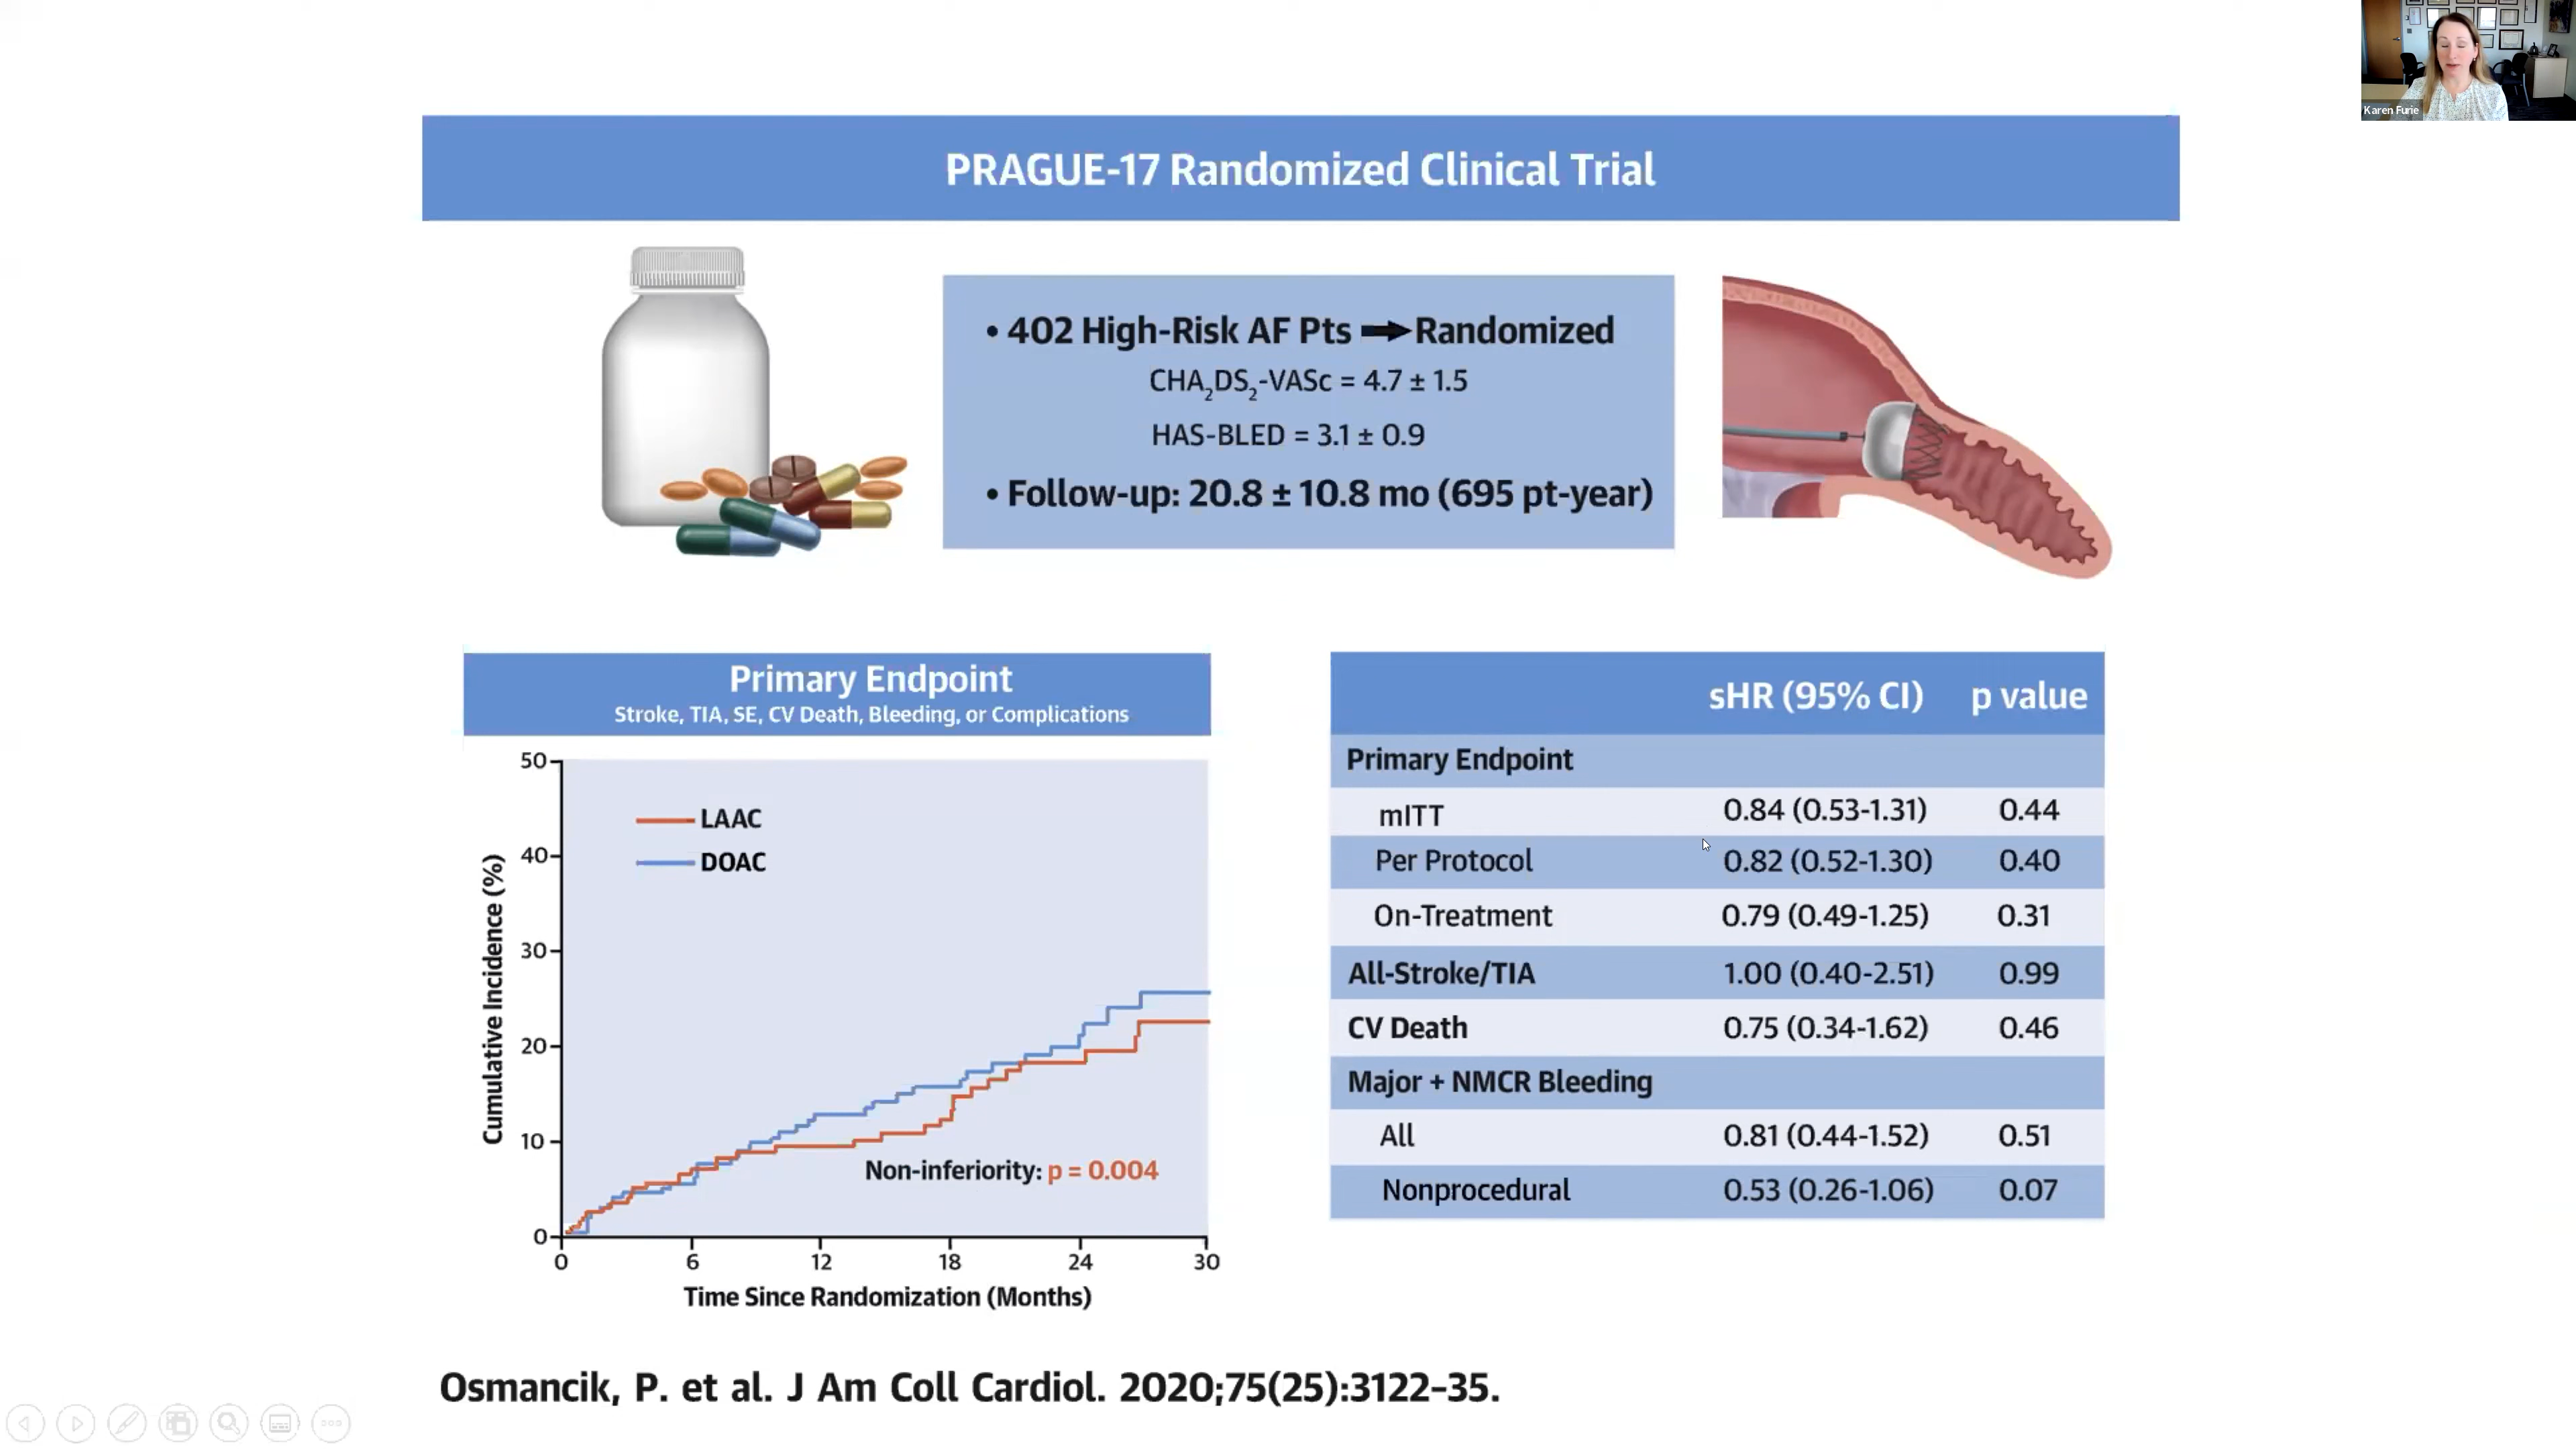 Karen Furie
PRAGUE-17 Randomized Clinical Trial
• 402 High-Risk AF Pts ➡ Randomized
CHA₂DS₂-VASc = 4.7 ± 1.5
HAS-BLED = 3.1 ± 0.9
• Follow-up: 20.8 ± 10.8 mo (695 pt-year)
Primary Endpoint
Stroke, TIA, SE, CV Death, Bleeding, or Complications
Cumulative Incidence (%)
50
40
30
20
10
0
LAAC
DOAC
Non-inferiority: p = 0.004
0 6 12 18 24 30
Time Since Randomization (Months)
sHR (95% CI) p value
Primary Endpoint
mITT 0.84 (0.53-1.31) 0.44
Per Protocol 0.82 (0.52-1.30) 0.40
On-Treatment 0.79 (0.49-1.25) 0.31
All-Stroke/TIA 1.00 (0.40-2.51) 0.99
CV Death 0.75 (0.34-1.62) 0.46
Major + NMCR Bleeding
All 0.81 (0.44-1.52) 0.51
Nonprocedural 0.53 (0.26-1.06) 0.07
Osmancik, P. et al. J Am Coll Cardiol. 2020;75(25):3122-35.